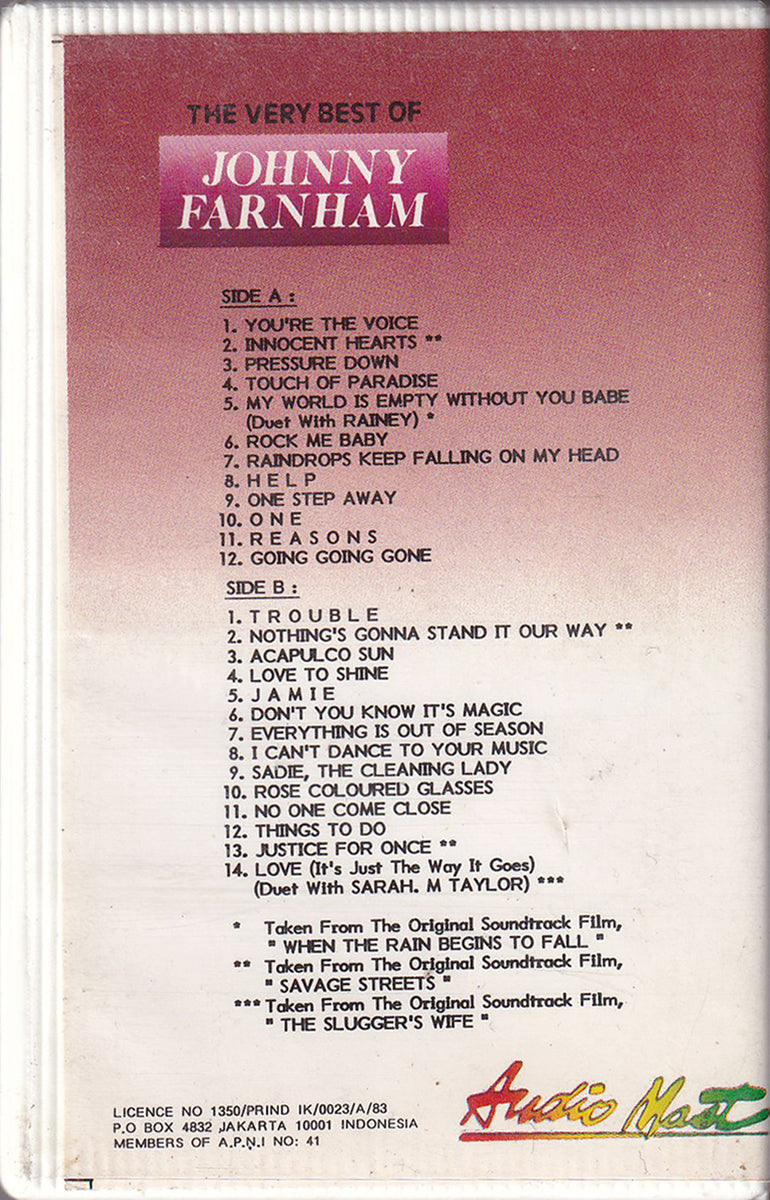 THE VERY BEST OF
JOHNNY
FARNHAM
SIDE A :
1. YOU'RE THE VOICE
2. INNOCENT HEARTS **
3. PRESSURE DOWN
4. TOUCH OF PARADISE
5. MY WORLD IS EMPTY WITHOUT YOU BABE
(Duet With RAINEY) *
6. ROCK ME BABY
7. RAINDROPS KEEP FALLING ON MY HEAD
8. H E L P
9. ONE STEP AWAY
10. O N E
11. R E A S O N S
12. GOING GOING GONE
SIDE B :
1. T R O U B L E
2. NOTHING'S GONNA STAND IT OUR WAY **
3. ACAPULCO SUN
4. LOVE TO SHINE
5. J A M I E
6. DON'T YOU KNOW IT'S MAGIC
7. EVERYTHING IS OUT OF SEASON
8. I CAN'T DANCE TO YOUR MUSIC
9. SADIE, THE CLEANING LADY
10. ROSE COLOURED GLASSES
11. NO ONE COME CLOSE
12. THINGS TO DO
13. JUSTICE FOR ONCE **
14. LOVE (It's Just The Way It Goes)
(Duet With SARAH. M TAYLOR) ***
* Taken From The Original Soundtrack Film,
" WHEN THE RAIN BEGINS TO FALL "
** Taken From The Original Soundtrack Film,
" SAVAGE STREETS "
*** Taken From The Original Soundtrack Film,
" THE SLUGGER'S WIFE "
Audio Mast
LICENCE NO 1350/PRIND IK/0023/A/83
P.O BOX 4832 JAKARTA 10001 INDONESIA
MEMBERS OF A.P.N.I NO: 41